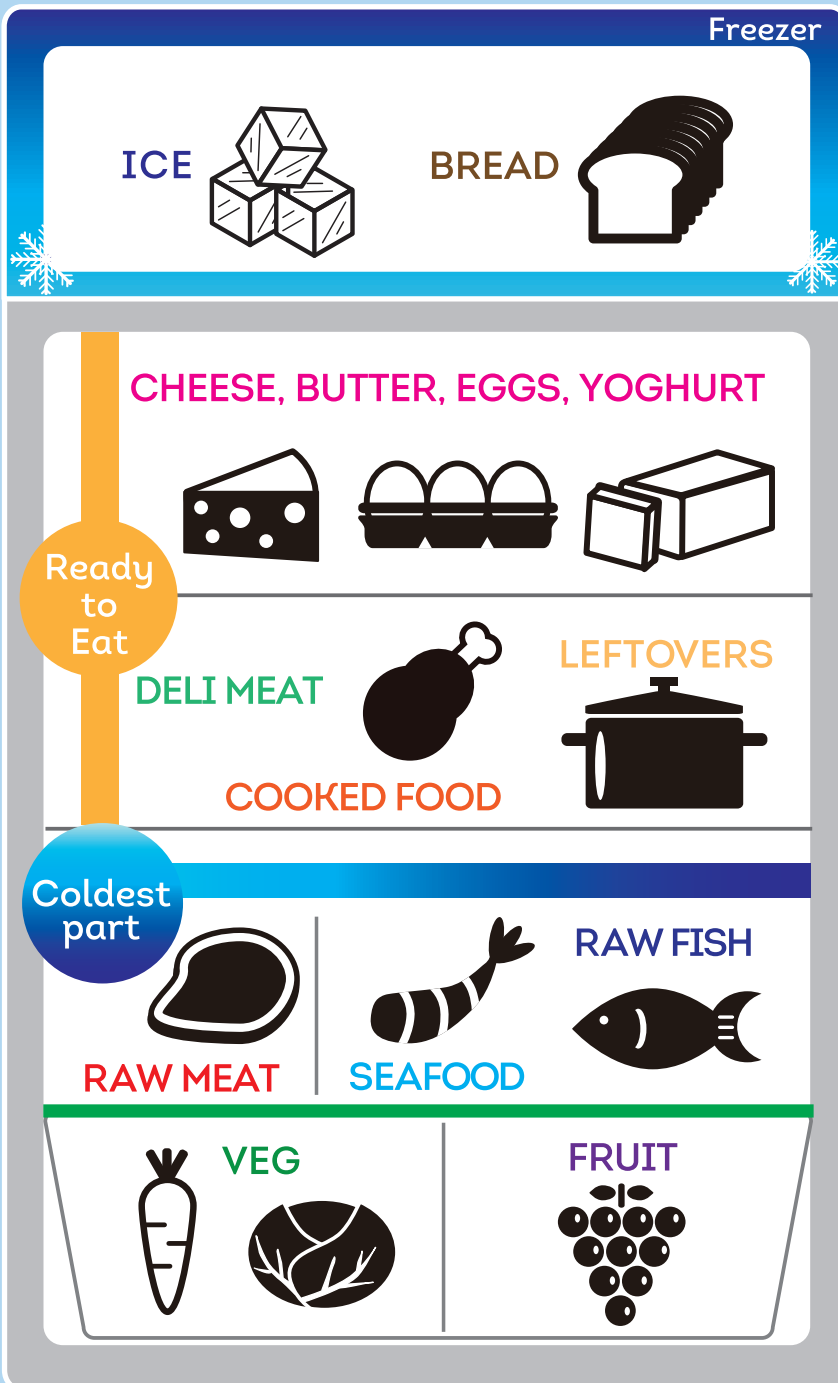 Freezer
ICE
BREAD
CHEESE, BUTTER, EGGS, YOGHURT
Ready
to
Eat
LEFTOVERS
DELI MEAT
COOKED FOOD
Coldest
part
RAW FISH
RAW MEAT
SEAFOOD
VEG
FRUIT